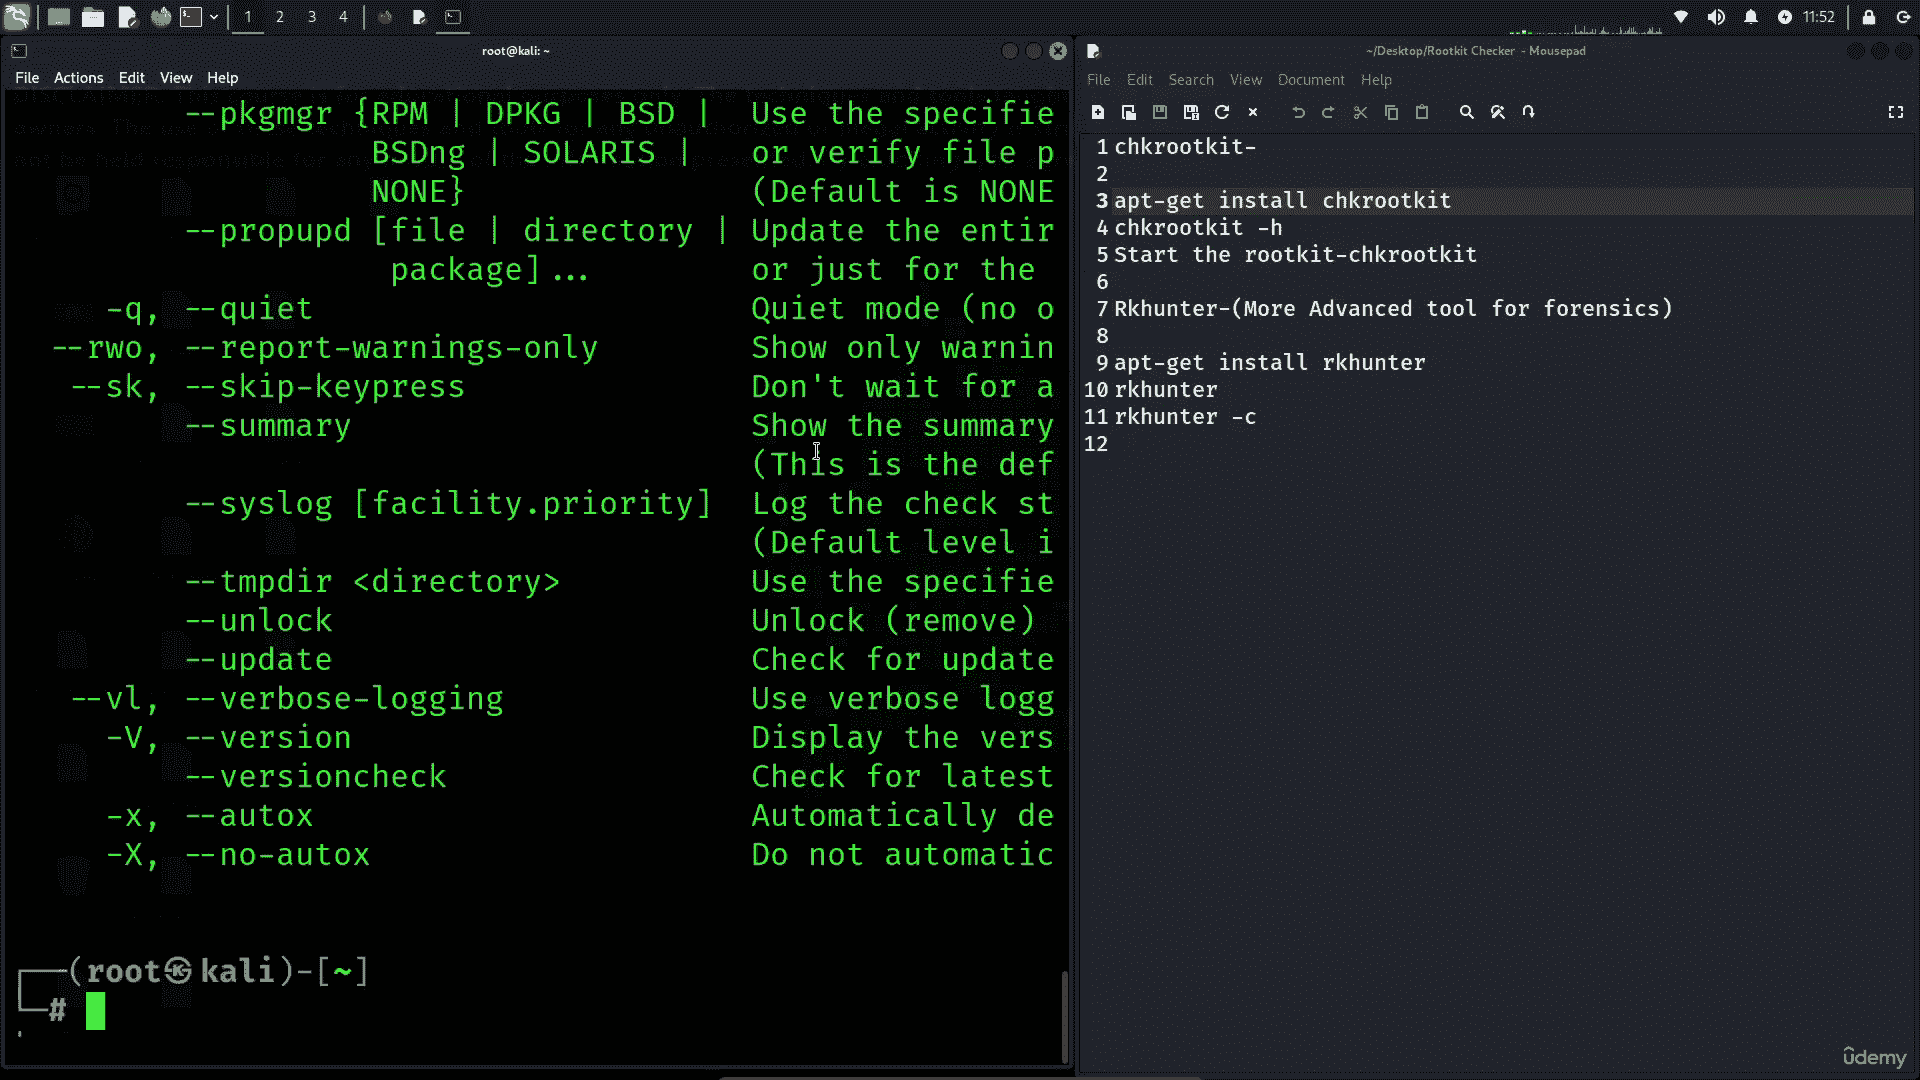 1 2 3 4 11:52
root@kali: ~
File Actions Edit View Help
--pkgmgr {RPM | DPKG | BSD | Use the specifie
BSDng | SOLARIS | or verify file p
NONE} (Default is NONE
--propupd [file | directory | Update the entir
package]... or just for the
-q, --quiet Quiet mode (no o
--rwo, --report-warnings-only Show only warnin
--sk, --skip-keypress Don't wait for a
--summary Show the summary
(This is the def
--syslog [facility.priority] Log the check st
(Default level i
--tmpdir <directory> Use the specifie
--unlock Unlock (remove)
--update Check for update
--vl, --verbose-logging Use verbose logg
-V, --version Display the vers
--versioncheck Check for latest
-x, --autox Automatically de
-X, --no-autox Do not automatic
(root㉿kali)-[~]
#
~/Desktop/Rootkit Checker - Mousepad
File Edit Search View Document Help
1 chkrootkit-
2
3 apt-get install chkrootkit
4 chkrootkit -h
5 Start the rootkit-chkrootkit
6
7 Rkhunter-(More Advanced tool for forensics)
8
9 apt-get install rkhunter
10 rkhunter
11 rkhunter -c
12
ûdemy